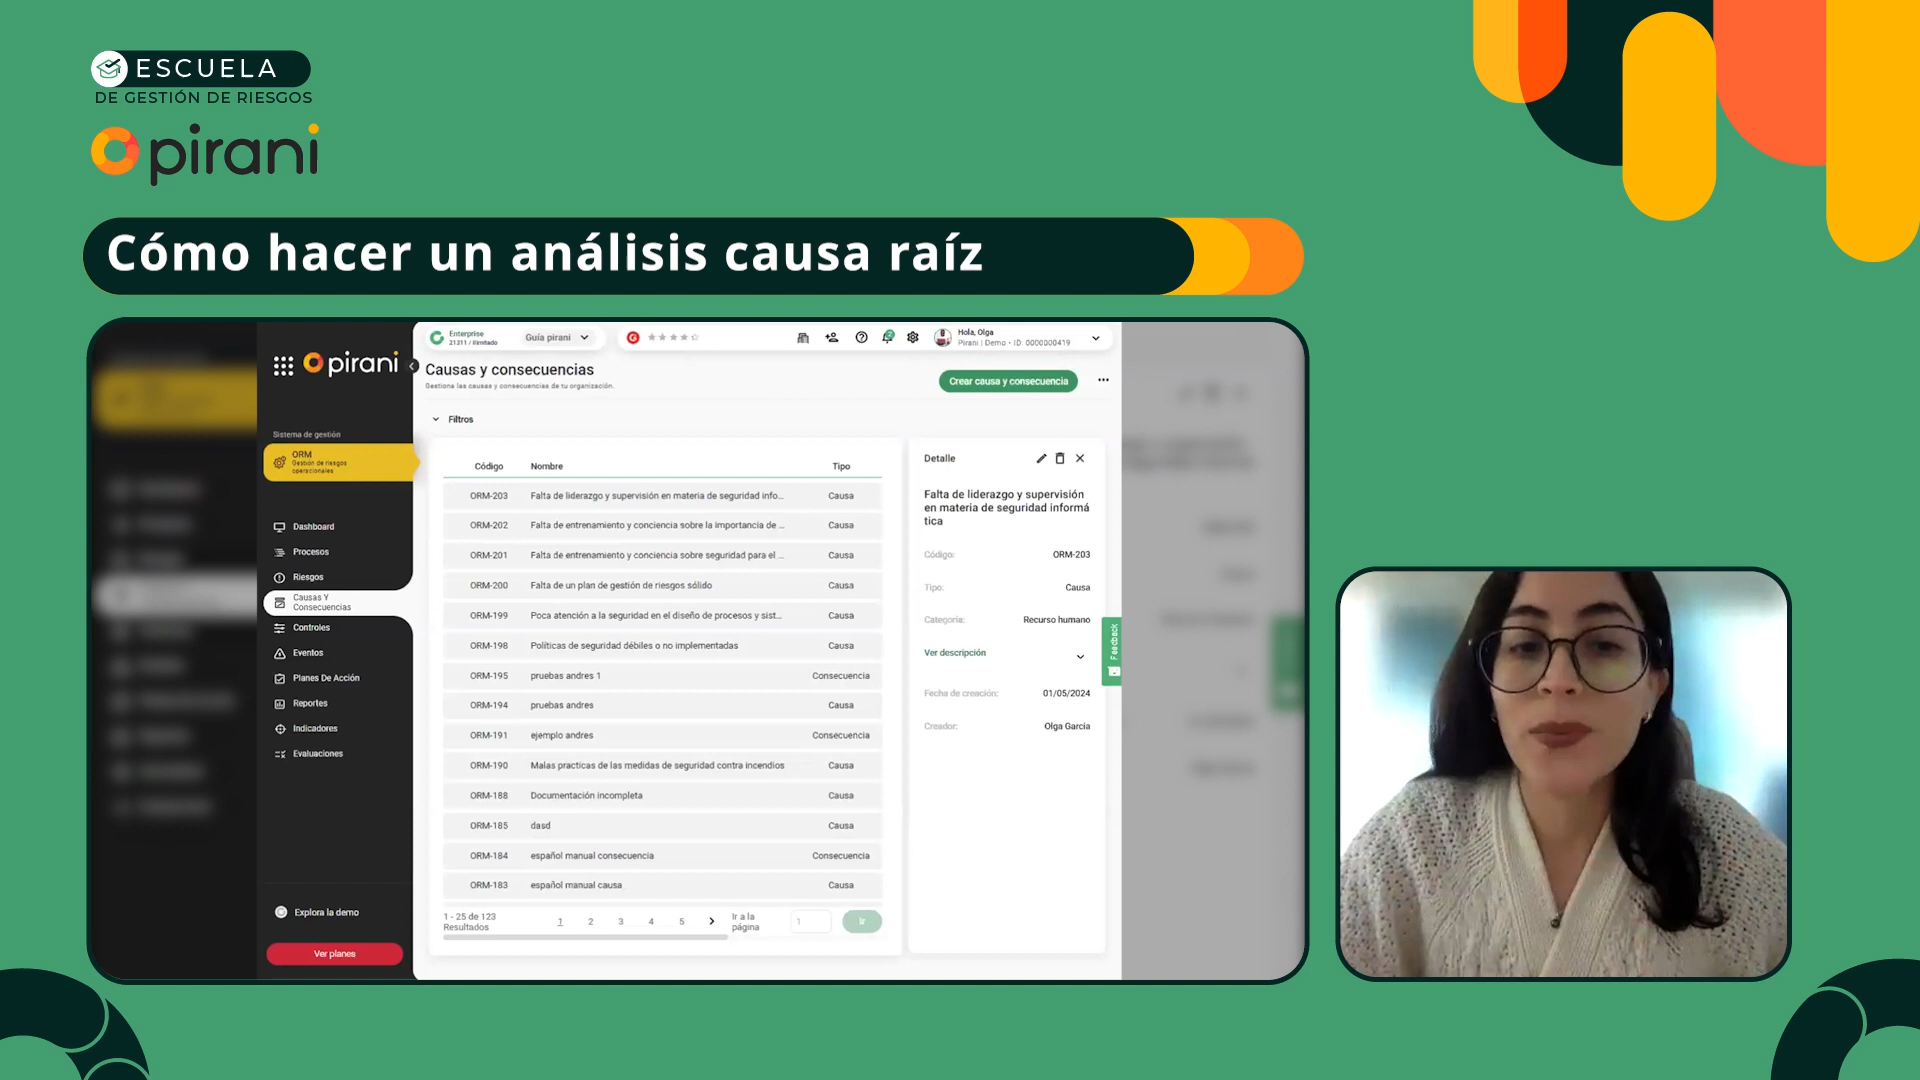 ESCUELA
DE GESTIÓN DE RIESGOS
pirani
Cómo hacer un análisis causa raíz
pirani
Sistema de gestión
ORM
Gestión de riesgos
operacionales
Dashboard
Procesos
Riesgos
Causas Y
Consecuencias
Controles
Eventos
Planes De Acción
Reportes
Indicadores
Evaluaciones
Explora la demo
Ver planes
Enterprise
21311 / Ilimitado
Guía pirani
G
Hola, Olga
Pirani | Demo - ID: 0000000419
Causas y consecuencias
Gestiona las causas y consecuencias de tu organización.
Crear causa y consecuencia
Filtros
Código Nombre Tipo
ORM-203 Falta de liderazgo y supervisión en materia de seguridad info... Causa
ORM-202 Falta de entrenamiento y conciencia sobre la importancia de ... Causa
ORM-201 Falta de entrenamiento y conciencia sobre seguridad para el ... Causa
ORM-200 Falta de un plan de gestión de riesgos sólido Causa
ORM-199 Poca atención a la seguridad en el diseño de procesos y sist... Causa
ORM-198 Políticas de seguridad débiles o no implementadas Causa
ORM-195 pruebas andres 1 Consecuencia
ORM-194 pruebas andres Causa
ORM-191 ejemplo andres Consecuencia
ORM-190 Malas practicas de las medidas de seguridad contra incendios Causa
ORM-188 Documentación incompleta Causa
ORM-185 dasd Causa
ORM-184 español manual consecuencia Consecuencia
ORM-183 español manual causa Causa
1 - 25 de 123
Resultados
1 2 3 4 5
Ir a la
página
1
Ir
Detalle
Falta de liderazgo y supervisión
en materia de seguridad informá
tica
Código: ORM-203
Tipo: Causa
Categoría: Recurso humano
Ver descripción
Fecha de creación: 01/05/2024
Creador: Olga Garcia
Feedback